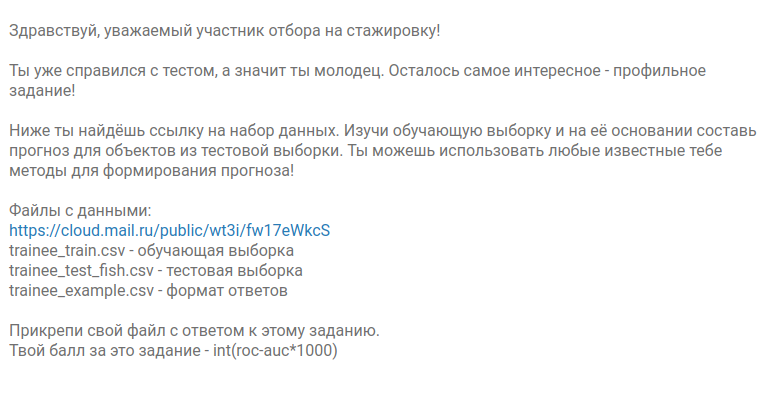 Здравствуй, уважаемый участник отбора на стажировку!
Ты уже справился с тестом, а значит ты молодец. Осталось самое интересное - профильное
задание!
Ниже ты найдёшь ссылку на набор данных. Изучи обучающую выборку и на её основании составь
прогноз для объектов из тестовой выборки. Ты можешь использовать любые известные тебе
методы для формирования прогноза!
Файлы с данными:
https://cloud.mail.ru/public/wt3i/fw17eWkcS
trainee_train.csv - обучающая выборка
trainee_test_fish.csv - тестовая выборка
trainee_example.csv - формат ответов
Прикрепи свой файл с ответом к этому заданию.
Твой балл за это задание - int(roc-auc*1000)